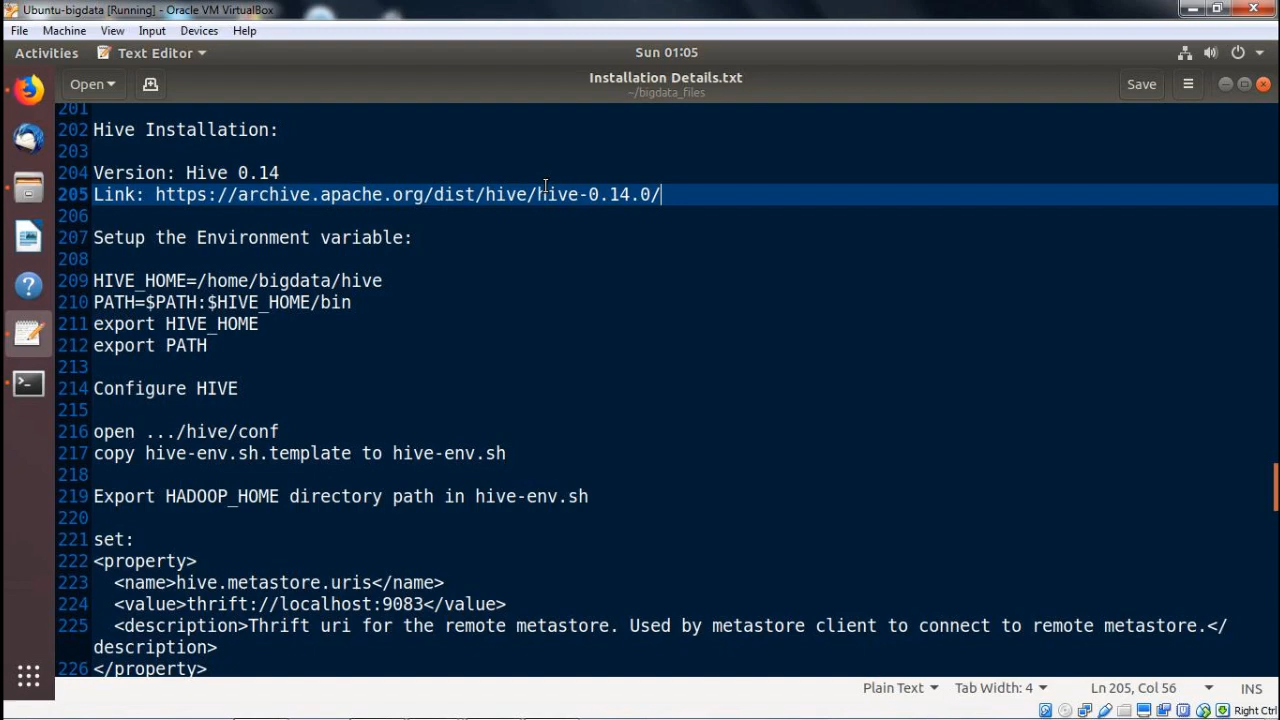 Ubuntu-bigdata [Running] - Oracle VM VirtualBox
File Machine View Input Devices Help
Activities Text Editor Sun 01:05
Open Installation Details.txt Save
~/bigdata_files
201
202 Hive Installation:
203
204 Version: Hive 0.14
205 Link: https://archive.apache.org/dist/hive/hive-0.14.0/
206
207 Setup the Environment variable:
208
209 HIVE_HOME=/home/bigdata/hive
210 PATH=$PATH:$HIVE_HOME/bin
211 export HIVE_HOME
212 export PATH
213
214 Configure HIVE
215
216 open .../hive/conf
217 copy hive-env.sh.template to hive-env.sh
218
219 Export HADOOP_HOME directory path in hive-env.sh
220
221 set:
222 <property>
223 <name>hive.metastore.uris</name>
224 <value>thrift://localhost:9083</value>
225 <description>Thrift uri for the remote metastore. Used by metastore client to connect to remote metastore.</
description>
226 </property>
Plain Text Tab Width: 4 Ln 205, Col 56 INS
Right Ctrl